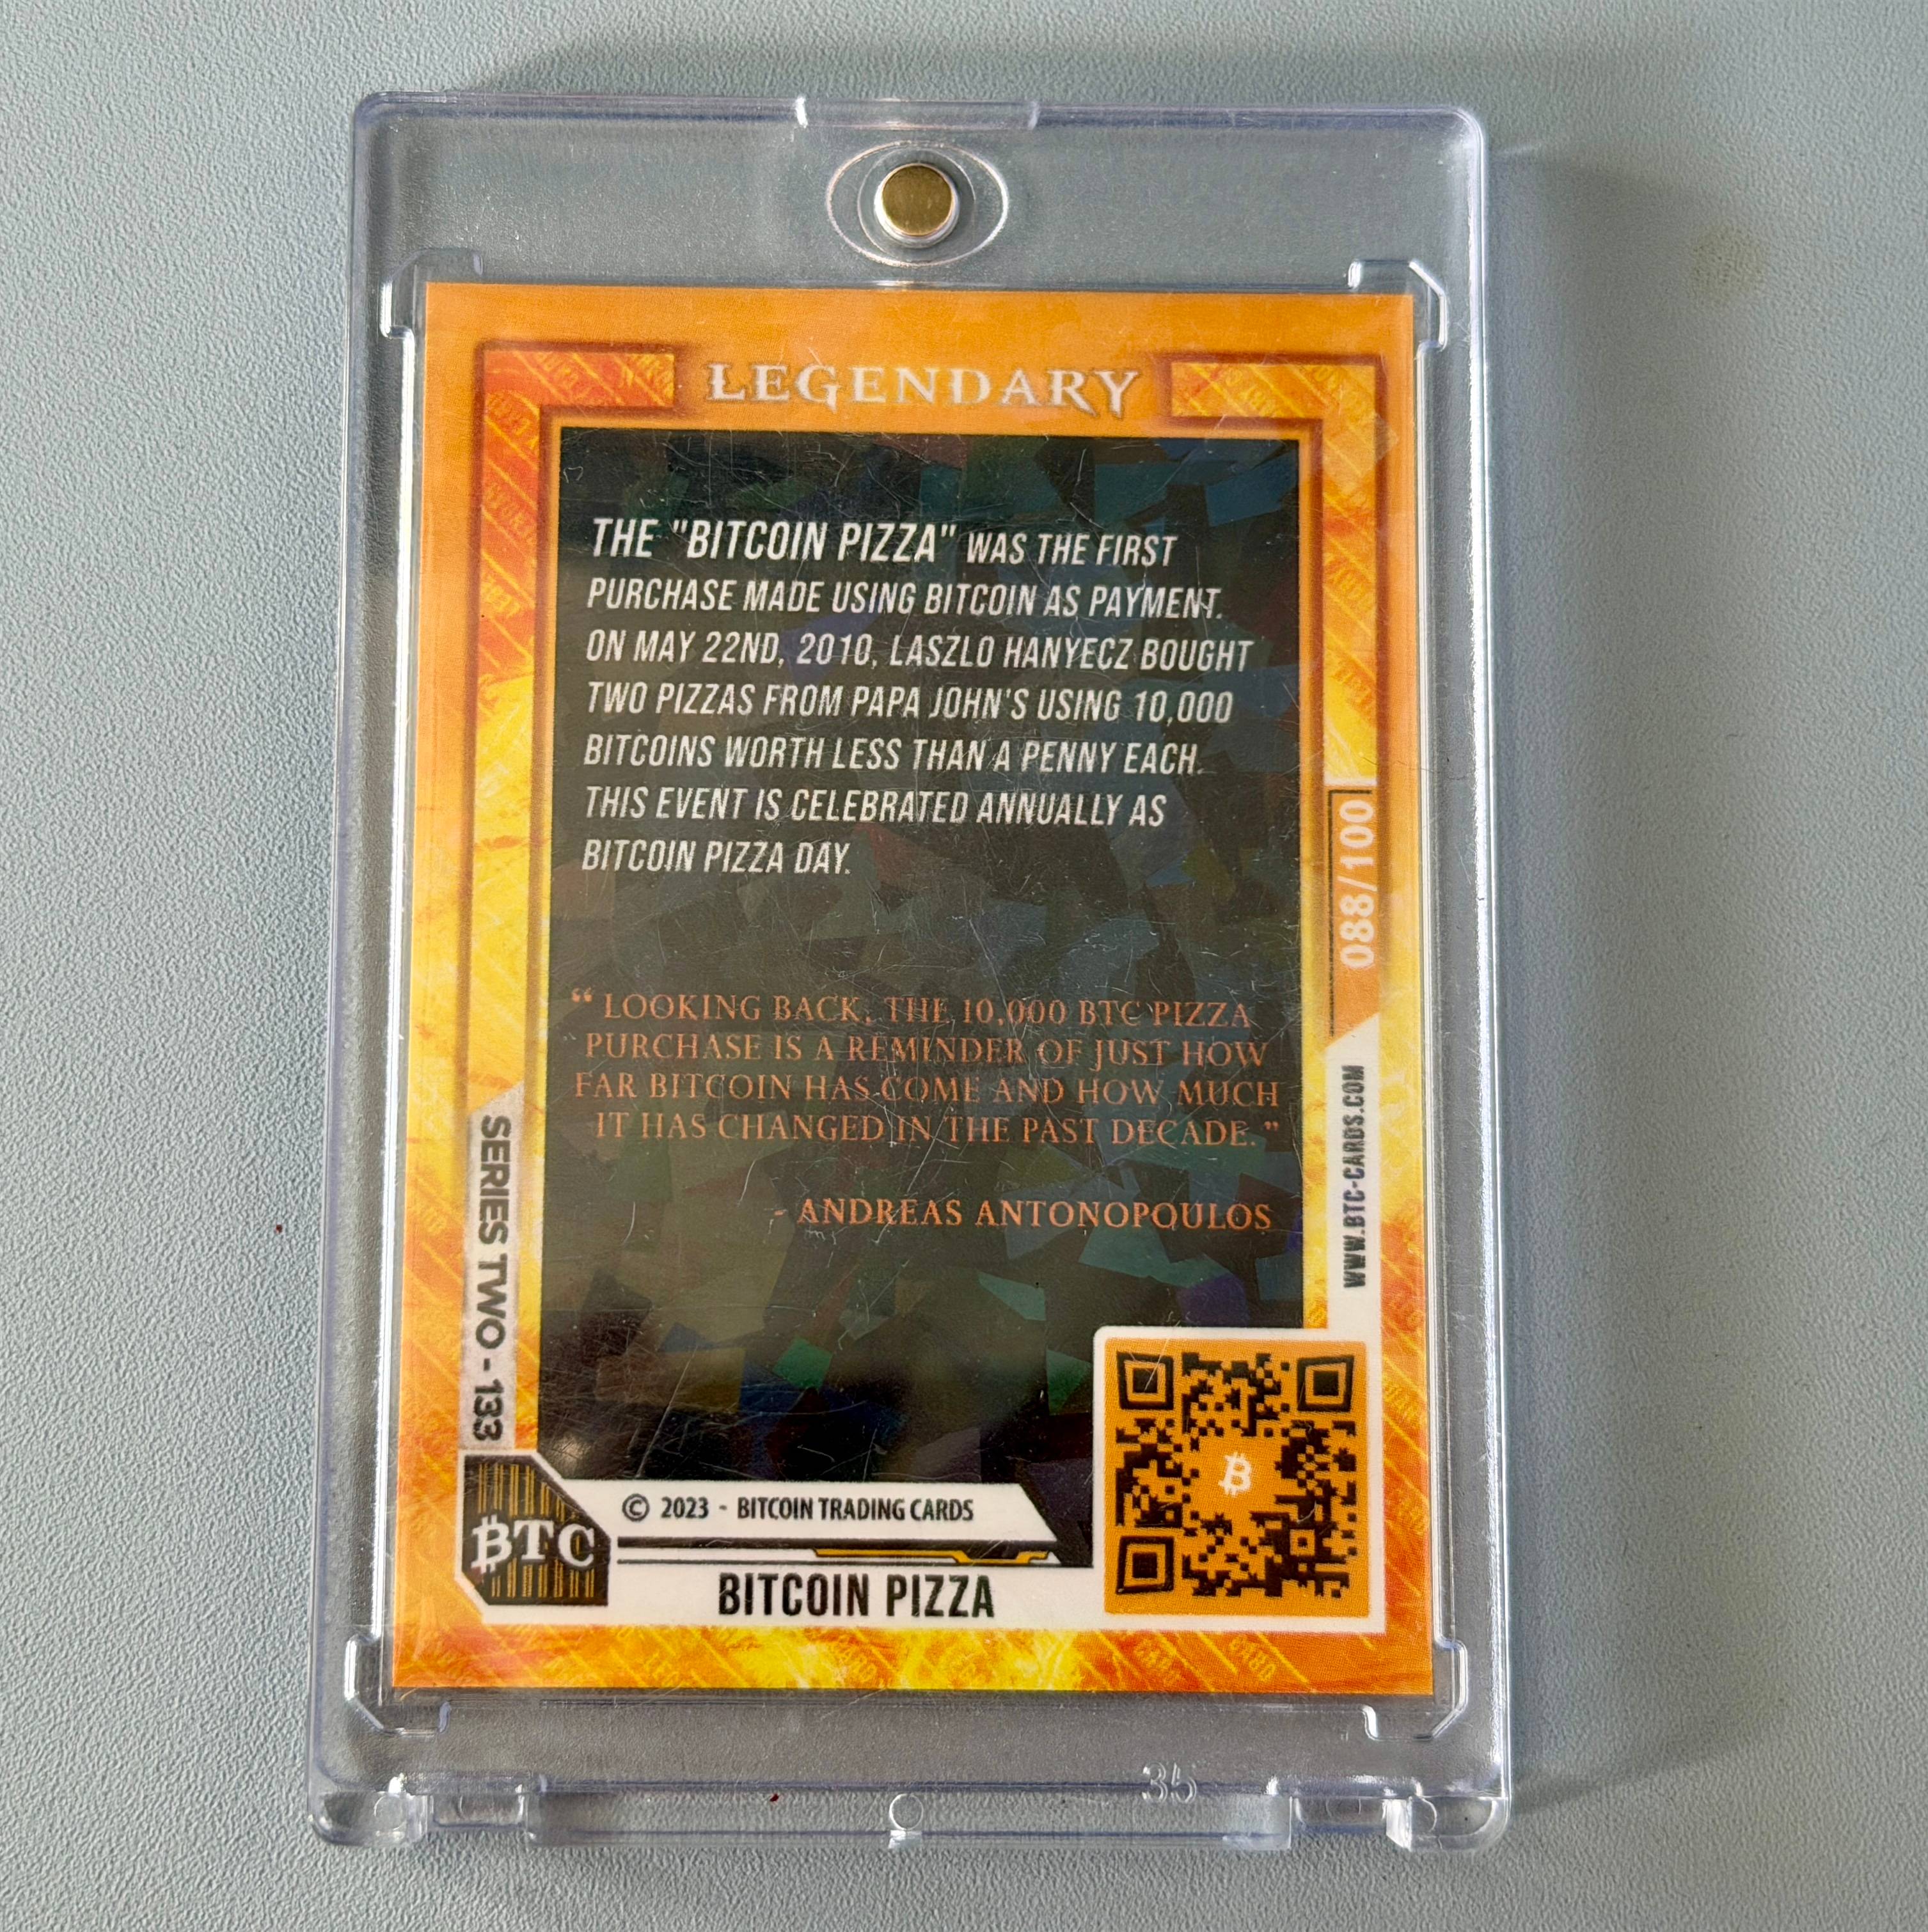 LEGENDARY
THE "BITCOIN PIZZA" WAS THE FIRST
PURCHASE MADE USING BITCOIN AS PAYMENT.
ON MAY 22ND, 2010, LASZLO HANYECZ BOUGHT
TWO PIZZAS FROM PAPA JOHN'S USING 10,000
BITCOINS WORTH LESS THAN A PENNY EACH.
THIS EVENT IS CELEBRATED ANNUALLY AS
BITCOIN PIZZA DAY.
088/100
“ LOOKING BACK, THE 10,000 BTC PIZZA
PURCHASE IS A REMINDER OF JUST HOW
FAR BITCOIN HAS COME AND HOW MUCH
IT HAS CHANGED IN THE PAST DECADE. ”
- ANDREAS ANTONOPOULOS
WWW.BTC-CARDS.COM
SERIES TWO - 133
© 2023 - BITCOIN TRADING CARDS
BTC
BITCOIN PIZZA
35